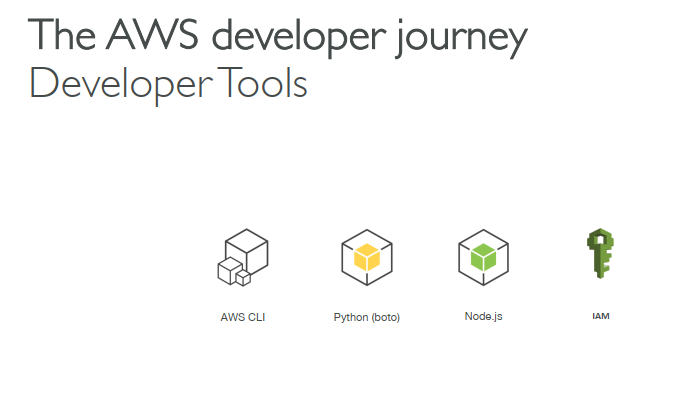 The AWS developer journey
Developer Tools
AWS CLI
Python (boto)
Node.js
IAM